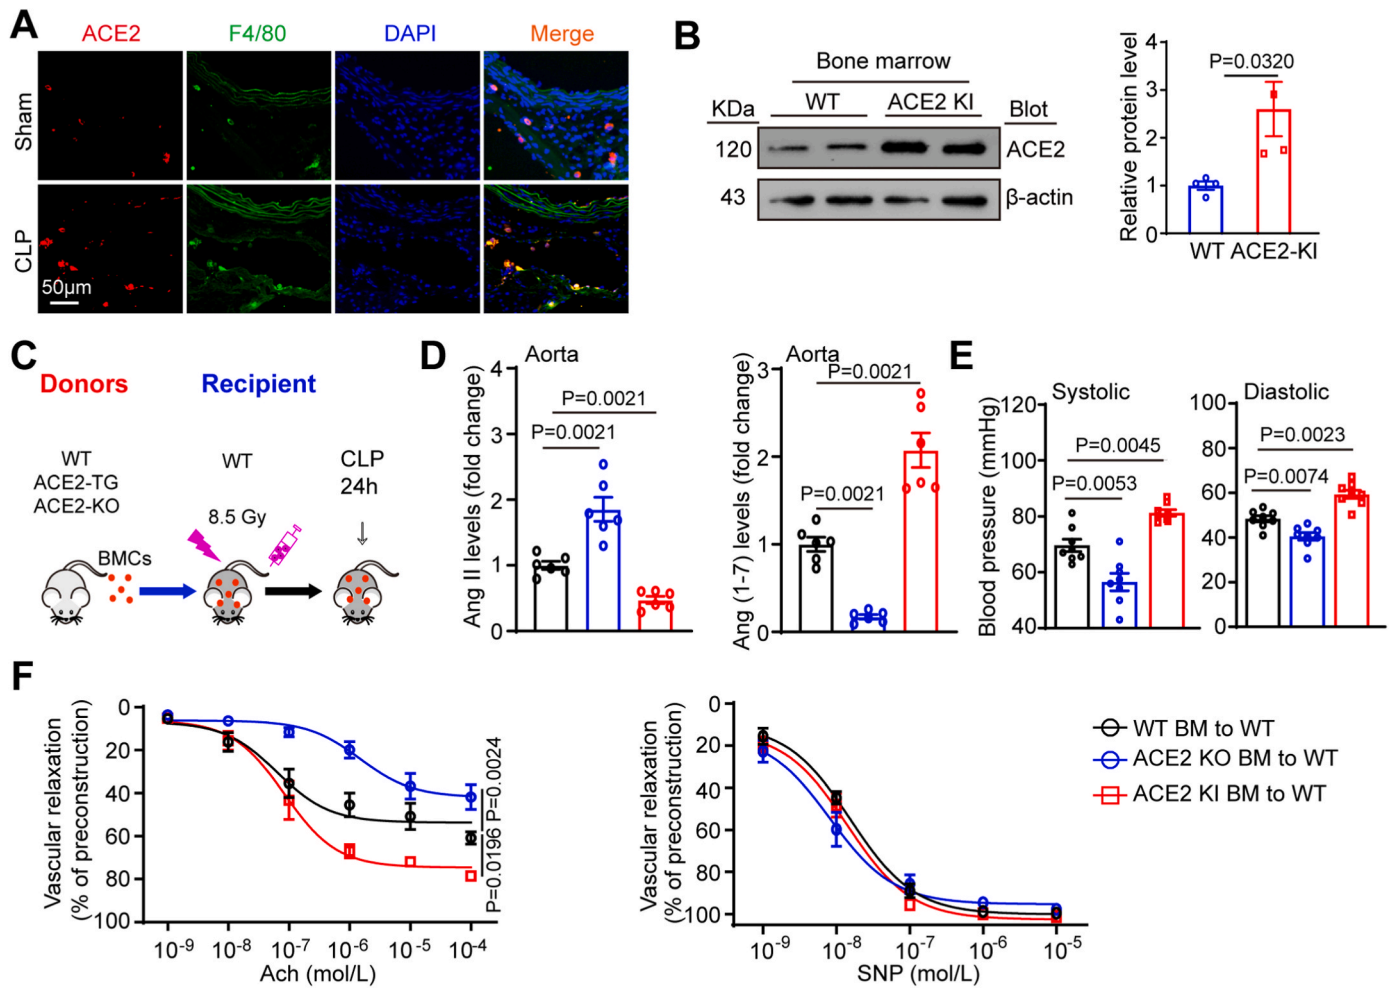 A
ACE2 F4/80 DAPI Merge
Sham
CLP
50μm
B
Bone marrow
KDa WT ACE2 KI Blot
120 ACE2
43 β-actin
Relative protein level
4
3
2
1
0
P=0.0320
WT ACE2-KI
C
Donors Recipient
WT
ACE2-TG
ACE2-KO
WT
CLP
24h
8.5 Gy
BMCs
D
Aorta
Ang II levels (fold change)
4
3
2
1
0
P=0.0021
P=0.0021
Aorta
Ang (1-7) levels (fold change)
3
2
1
0
P=0.0021
P=0.0021
E
Systolic
Blood pressure (mmHg)
120
100
80
60
40
P=0.0045
P=0.0053
Diastolic
100
80
60
40
20
0
P=0.0023
P=0.0074
F
Vascular relaxation
(% of preconstruction)
0
20
40
60
80
100
P=0.0024
P=0.0196
10-9 10-8 10-7 10-6 10-5 10-4
Ach (mol/L)
Vascular relaxation
(% of preconstruction)
0
20
40
60
80
100
10-9 10-8 10-7 10-6 10-5
SNP (mol/L)
WT BM to WT
ACE2 KO BM to WT
ACE2 KI BM to WT